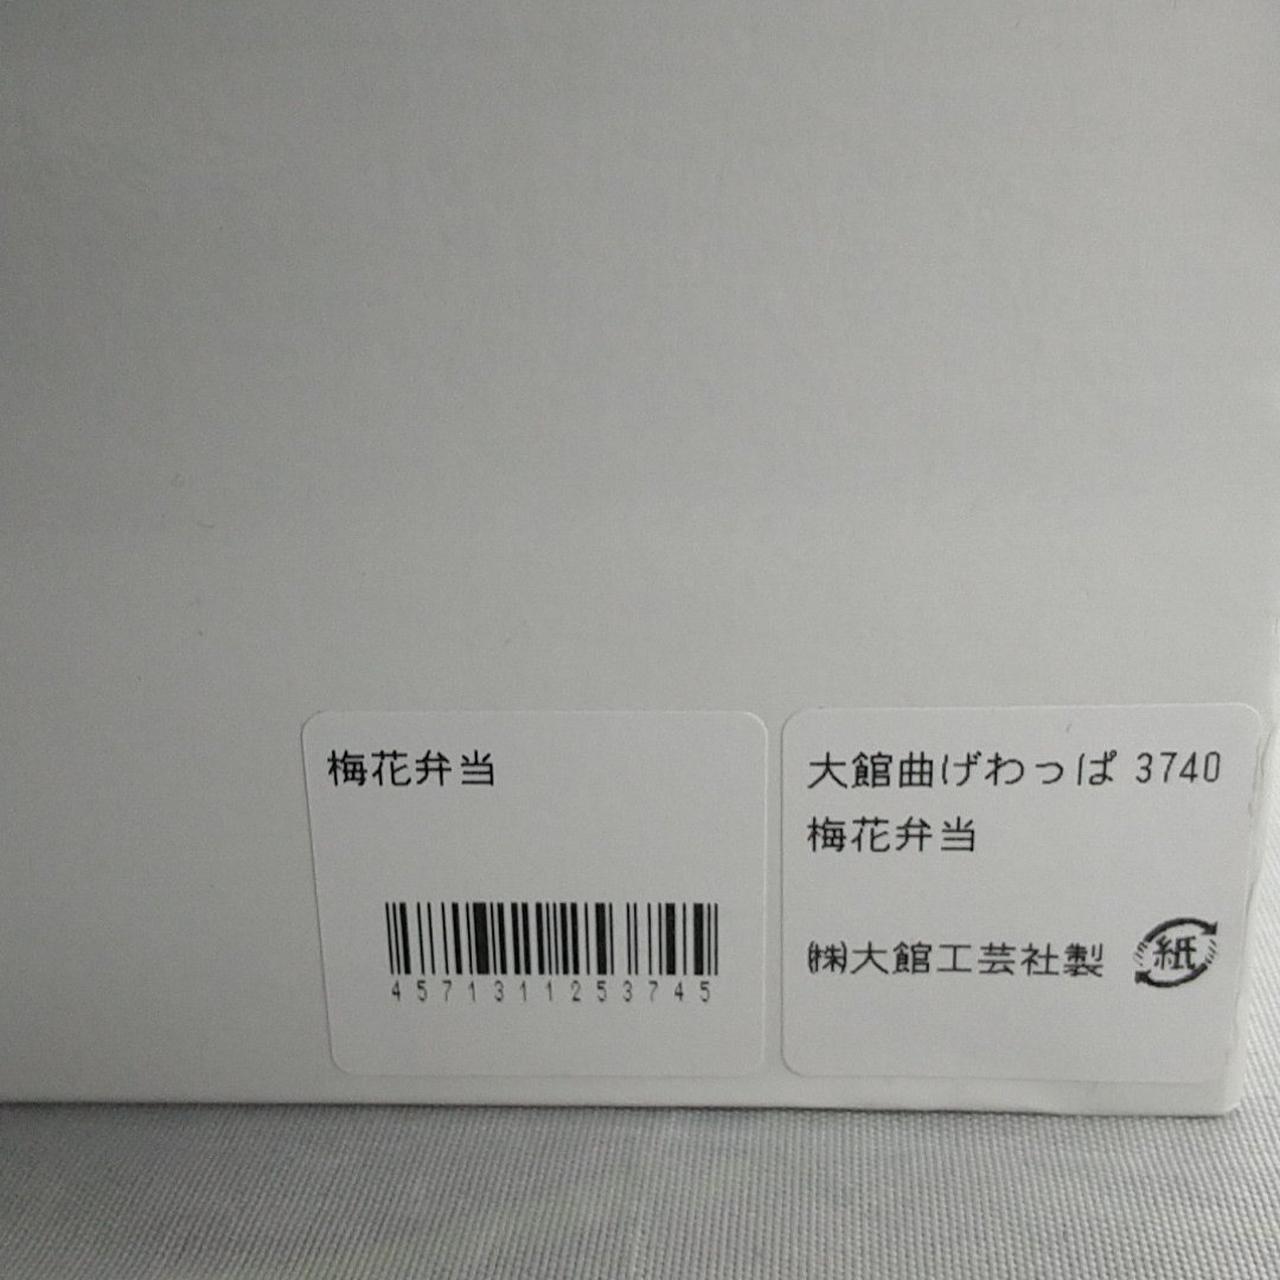 梅花弁当
4571311253745
大館曲げわっぱ 3740
梅花弁当
㈱大館工芸社製
紙